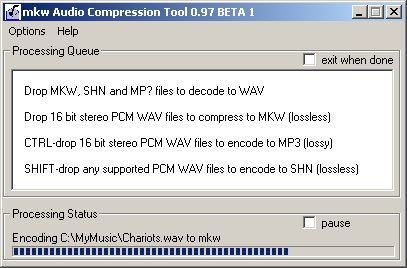 mkw Audio Compression Tool 0.97 BETA 1
Options Help
Processing Queue
exit when done
Drop MKW, SHN and MP? files to decode to WAV
Drop 16 bit stereo PCM WAV files to compress to MKW (lossless)
CTRL-drop 16 bit stereo PCM WAV files to encode to MP3 (lossy)
SHIFT-drop any supported PCM WAV files to encode to SHN (lossless)
Processing Status
pause
Encoding C:\MyMusic\Chariots.wav to mkw